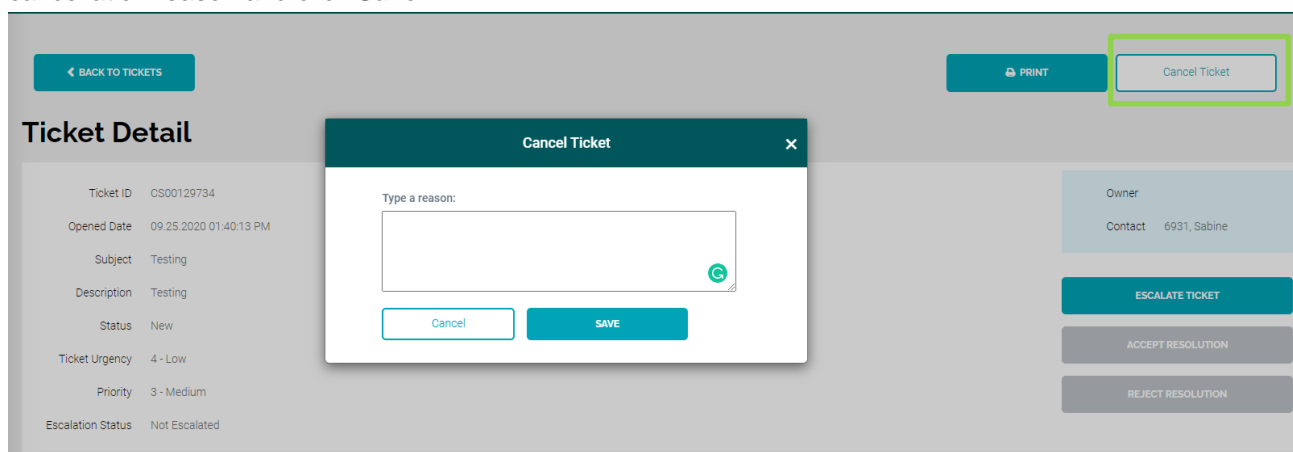 BACK TO TICKETS
PRINT
Cancel Ticket
Ticket Detail
Cancel Ticket
Ticket ID CS00129734
Type a reason:
Owner
Opened Date 09.25.2020 01:40:13 PM
Contact 6931, Sabine
Subject Testing
Description Testing
ESCALATE TICKET
Status New
Cancel SAVE
ACCEPT RESOLUTION
Ticket Urgency 4 - Low
Priority 3 - Medium
REJECT RESOLUTION
Escalation Status Not Escalated